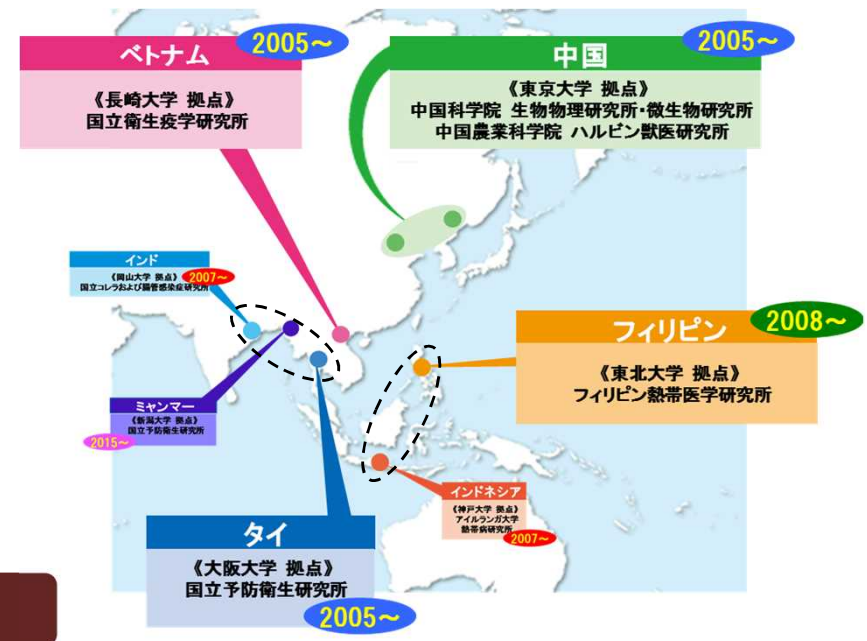 ベトナム
2005～
《長崎大学 拠点》
国立衛生疫学研究所
中国
2005～
《東京大学 拠点》
中国科学院 生物物理研究所・微生物研究所
中国農業科学院 ハルビン獣医研究所
インド
《岡山大学 拠点》
2007～
国立コレラおよび腸管感染症研究所
フィリピン
2008～
《東北大学 拠点》
フィリピン熱帯医学研究所
ミャンマー
《新潟大学 拠点》
国立予防衛生研究所
2015～
インドネシア
《神戸大学 拠点》
アイルランガ大学
熱帯病研究所
2007～
タイ
《大阪大学 拠点》
国立予防衛生研究所
2005～